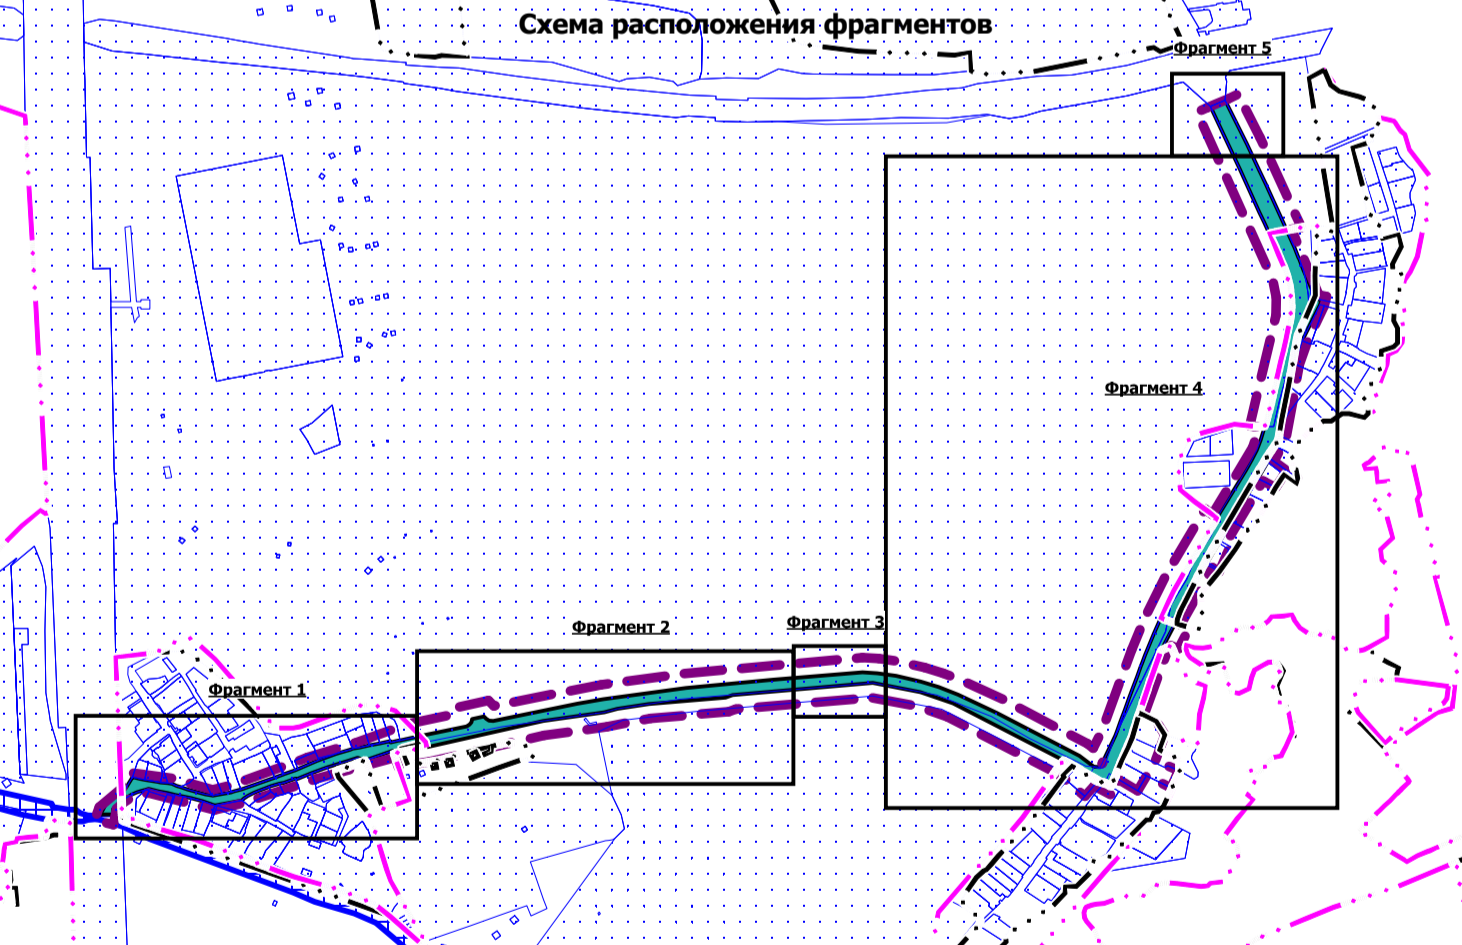 Схема расположения фрагментов
Фрагмент 5
Фрагмент 4
Фрагмент 3
Фрагмент 2
Фрагмент 1